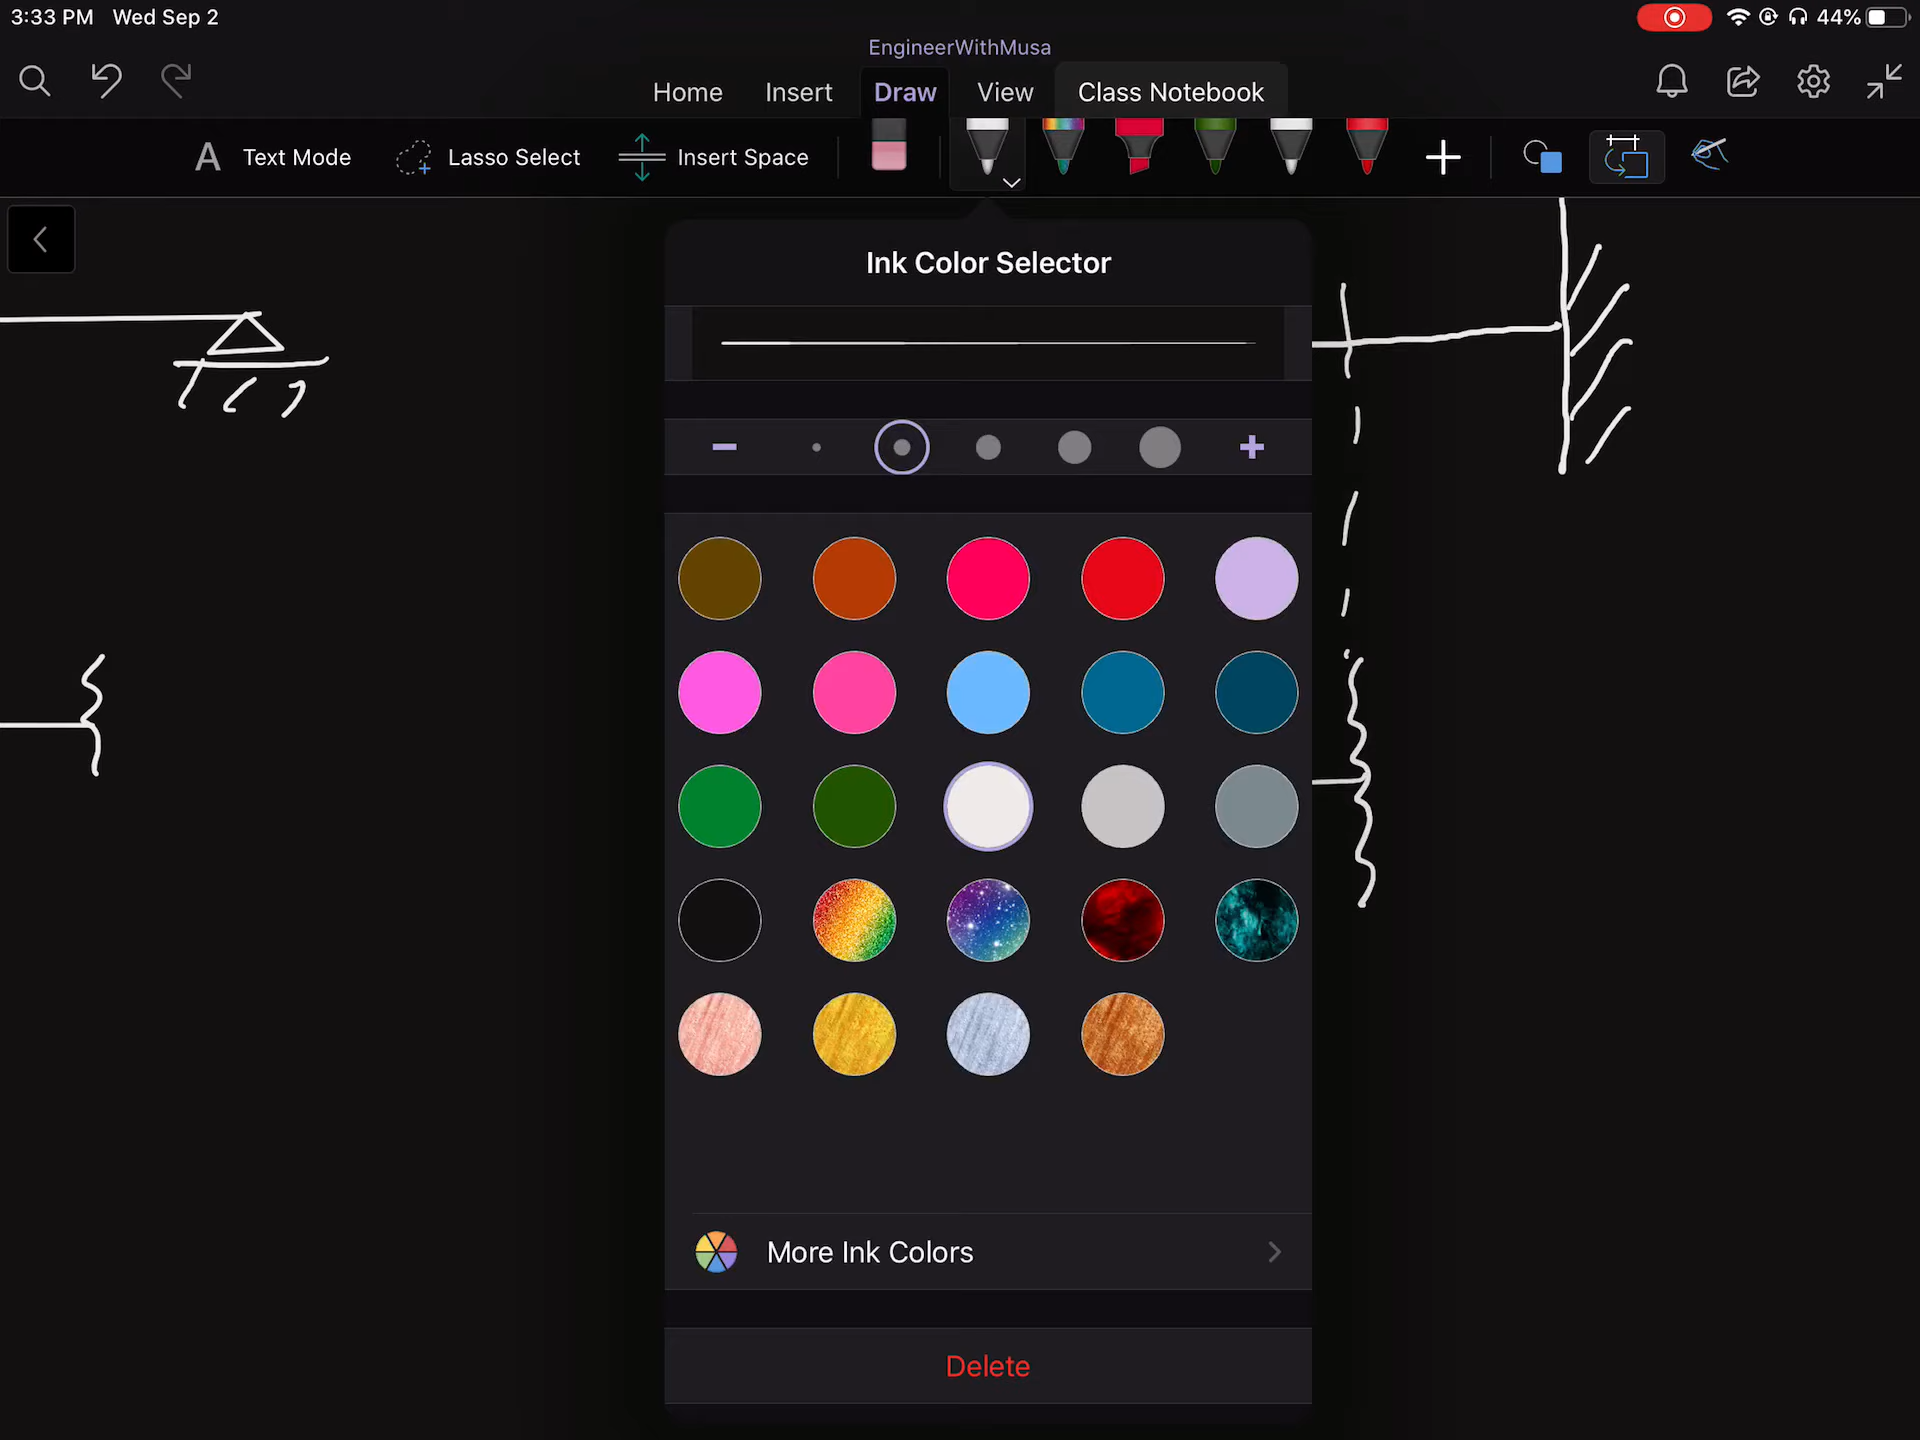 3:33 PM Wed Sep 2
44%
EngineerWithMusa
Home Insert Draw View Class Notebook
A Text Mode Lasso Select Insert Space
Ink Color Selector
More Ink Colors
Delete